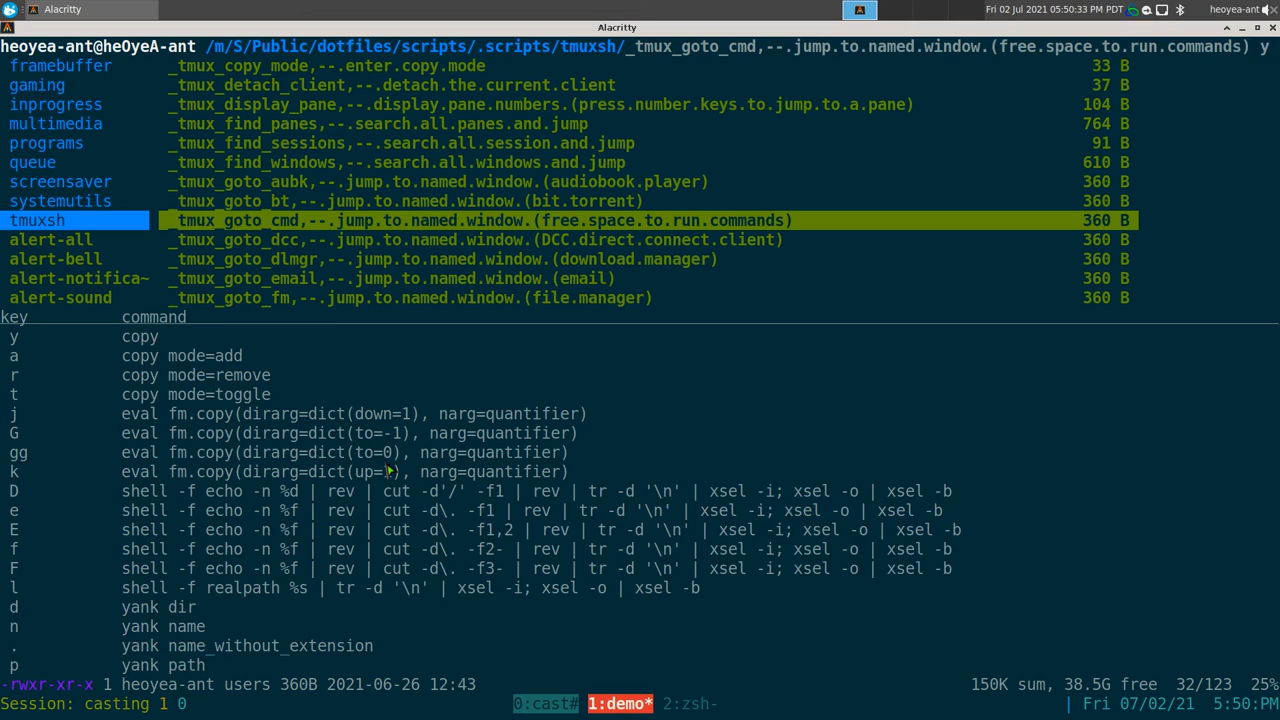 Alacritty
Fri 02 Jul 2021 05:50:33 PM PDT
heoyea-ant
Alacritty
heoyea-ant@heOyeA-ant /m/S/Public/dotfiles/scripts/.scripts/tmuxsh/_tmux_goto_cmd,--.jump.to.named.window.(free.space.to.run.commands) y
framebuffer _tmux_copy_mode,--.enter.copy.mode 33 B
gaming _tmux_detach_client,--.detach.the.current.client 37 B
inprogress _tmux_display_pane,--.display.pane.numbers.(press.number.keys.to.jump.to.a.pane) 104 B
multimedia _tmux_find_panes,--.search.all.panes.and.jump 764 B
programs _tmux_find_sessions,--.search.all.session.and.jump 91 B
queue _tmux_find_windows,--.search.all.windows.and.jump 610 B
screensaver _tmux_goto_aubk,--.jump.to.named.window.(audiobook.player) 360 B
systemutils _tmux_goto_bt,--.jump.to.named.window.(bit.torrent) 360 B
tmuxsh _tmux_goto_cmd,--.jump.to.named.window.(free.space.to.run.commands) 360 B
alert-all _tmux_goto_dcc,--.jump.to.named.window.(DCC.direct.connect.client) 360 B
alert-bell _tmux_goto_dlmgr,--.jump.to.named.window.(download.manager) 360 B
alert-notifica~ _tmux_goto_email,--.jump.to.named.window.(email) 360 B
alert-sound _tmux_goto_fm,--.jump.to.named.window.(file.manager) 360 B
key command
y copy
a copy mode=add
r copy mode=remove
t copy mode=toggle
j eval fm.copy(dirarg=dict(down=1), narg=quantifier)
G eval fm.copy(dirarg=dict(to=-1), narg=quantifier)
gg eval fm.copy(dirarg=dict(to=0), narg=quantifier)
k eval fm.copy(dirarg=dict(up=1), narg=quantifier)
D shell -f echo -n %d | rev | cut -d'/' -f1 | rev | tr -d '\n' | xsel -i; xsel -o | xsel -b
e shell -f echo -n %f | rev | cut -d\. -f1 | rev | tr -d '\n' | xsel -i; xsel -o | xsel -b
E shell -f echo -n %f | rev | cut -d\. -f1,2 | rev | tr -d '\n' | xsel -i; xsel -o | xsel -b
f shell -f echo -n %f | rev | cut -d\. -f2- | rev | tr -d '\n' | xsel -i; xsel -o | xsel -b
F shell -f echo -n %f | rev | cut -d\. -f3- | rev | tr -d '\n' | xsel -i; xsel -o | xsel -b
l shell -f realpath %s | tr -d '\n' | xsel -i; xsel -o | xsel -b
d yank dir
n yank name
. yank name_without_extension
p yank path
-rwxr-xr-x 1 heoyea-ant users 360B 2021-06-26 12:43 150K sum, 38.5G free 32/123 25%
Session: casting 1 0 0:cast# 1:demo* 2:zsh- | Fri 07/02/21 5:50:PM